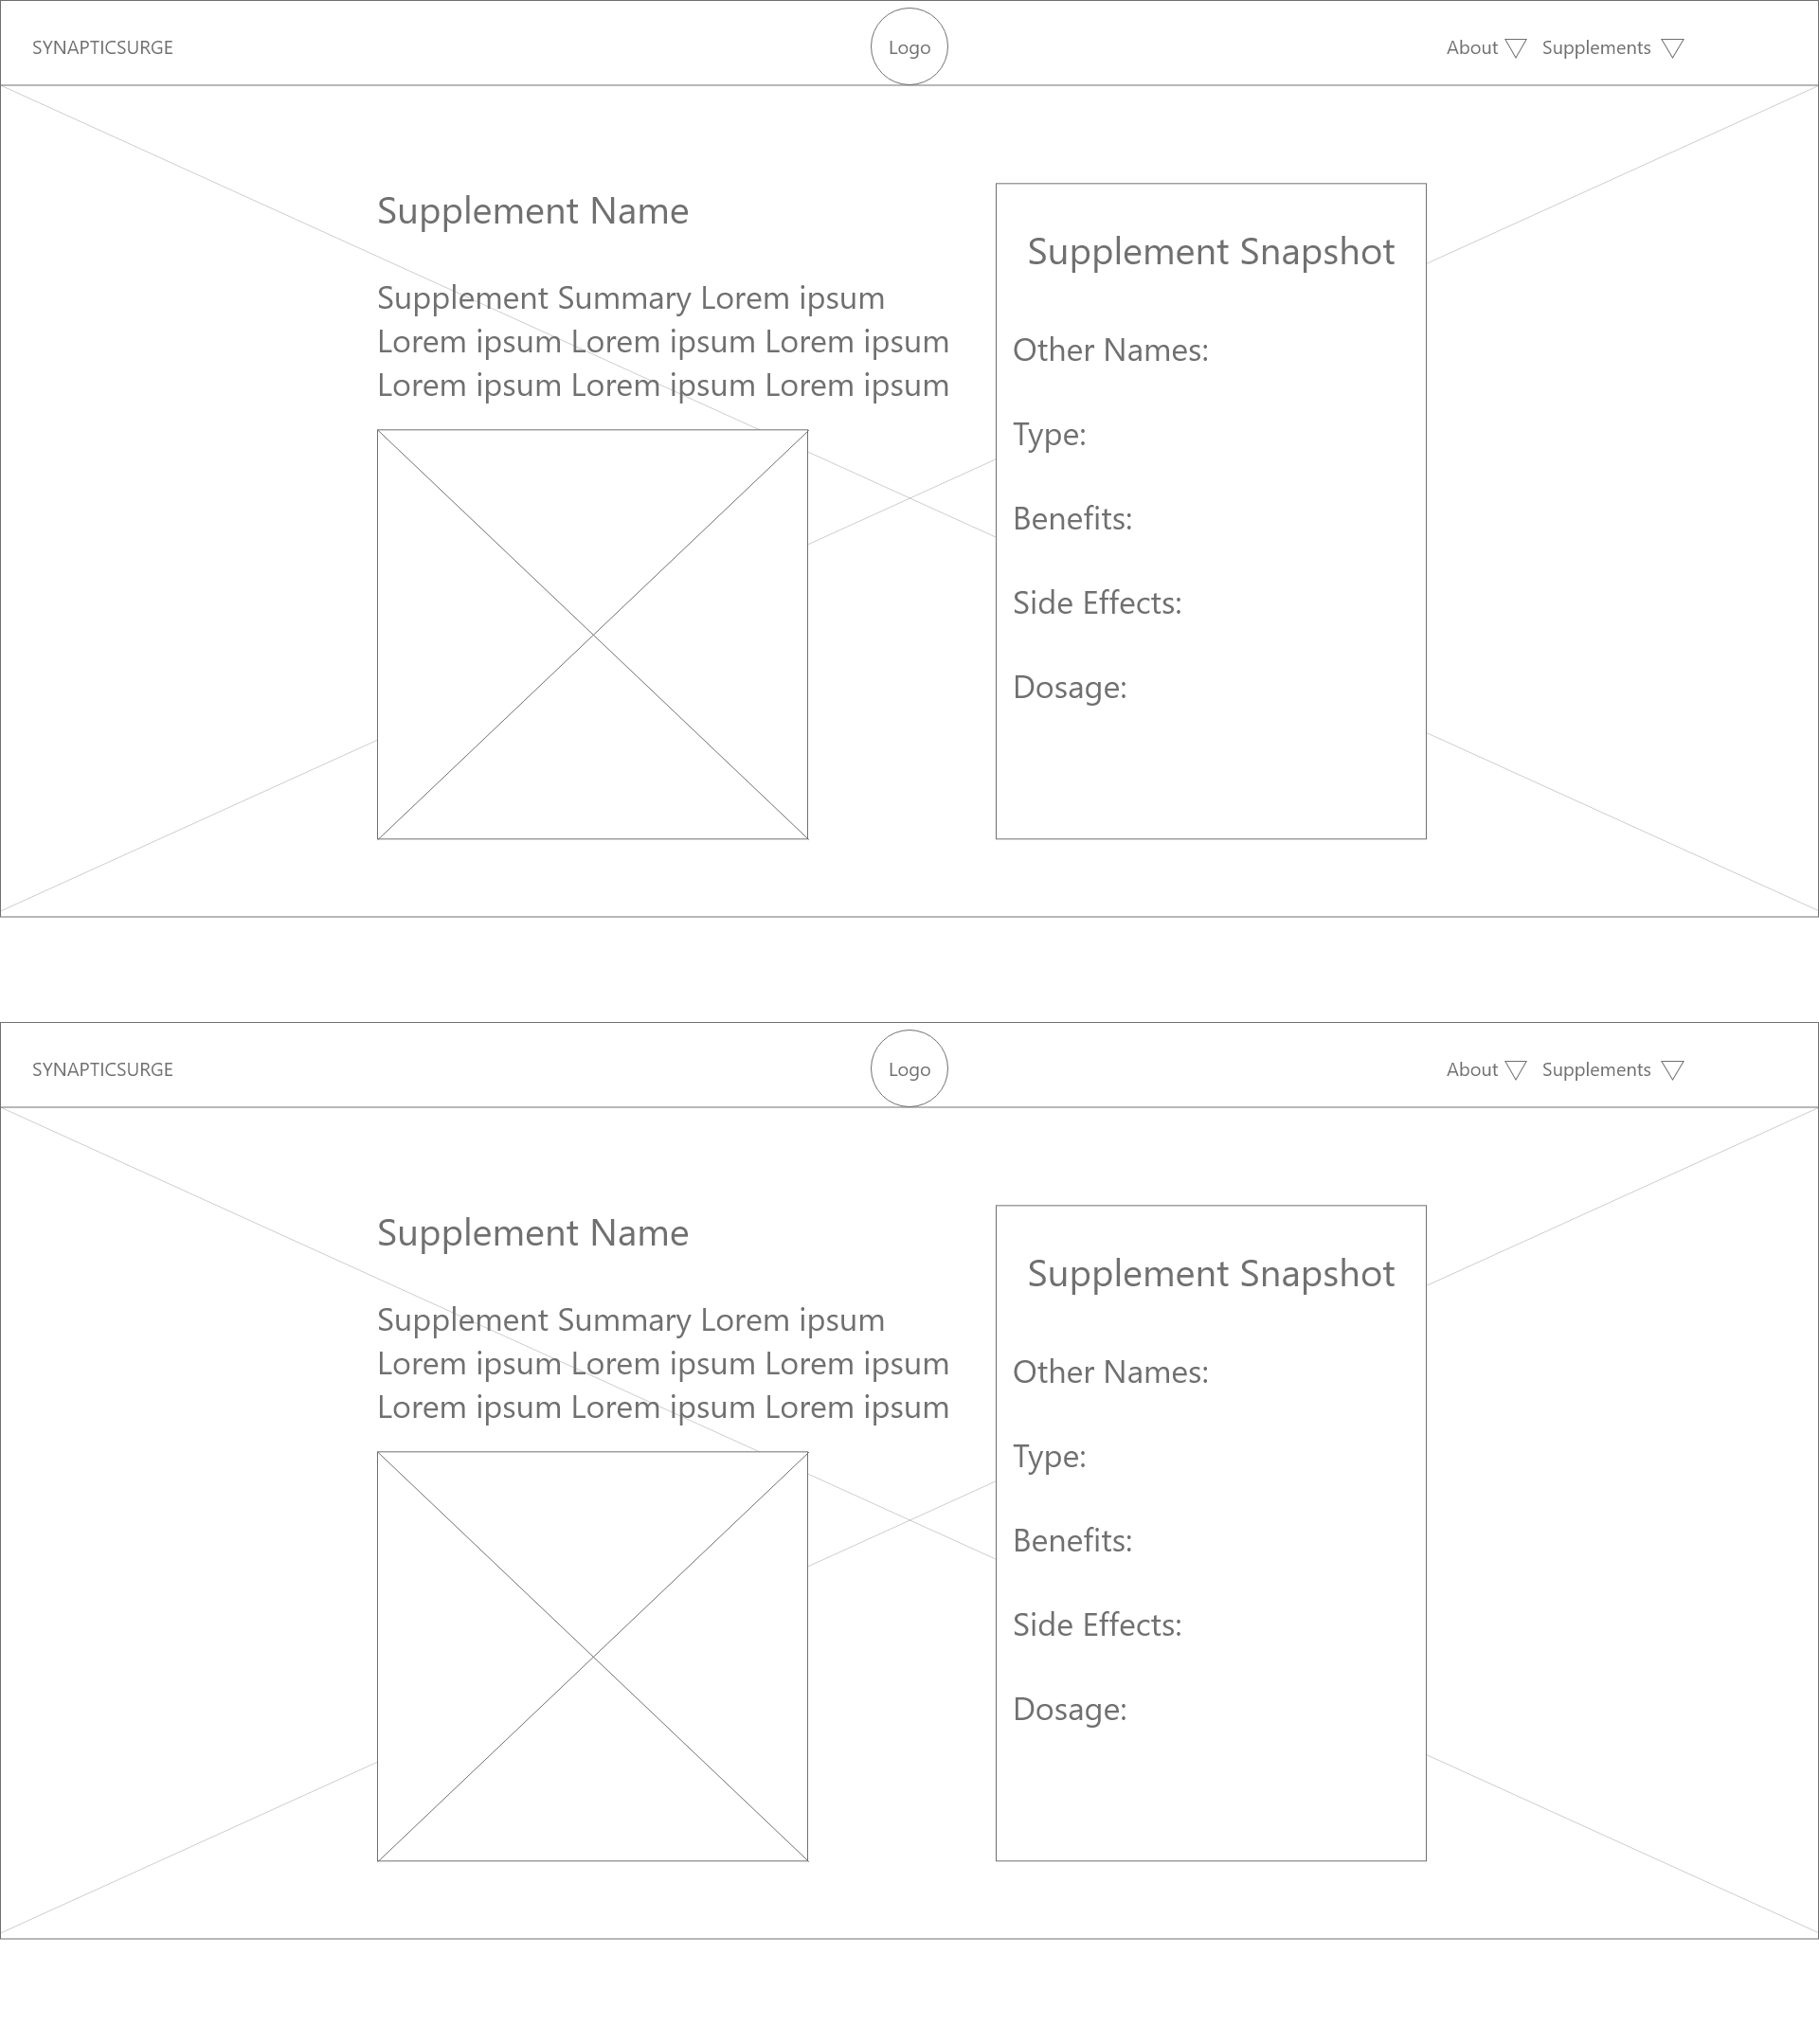 SYNAPTICSURGE
Logo
About
Supplements
Supplement Name
Supplement Summary Lorem ipsum
Lorem ipsum Lorem ipsum Lorem ipsum
Lorem ipsum Lorem ipsum Lorem ipsum
Supplement Snapshot
Other Names:
Type:
Benefits:
Side Effects:
Dosage:
SYNAPTICSURGE
Logo
About
Supplements
Supplement Name
Supplement Summary Lorem ipsum
Lorem ipsum Lorem ipsum Lorem ipsum
Lorem ipsum Lorem ipsum Lorem ipsum
Supplement Snapshot
Other Names:
Type:
Benefits:
Side Effects:
Dosage: